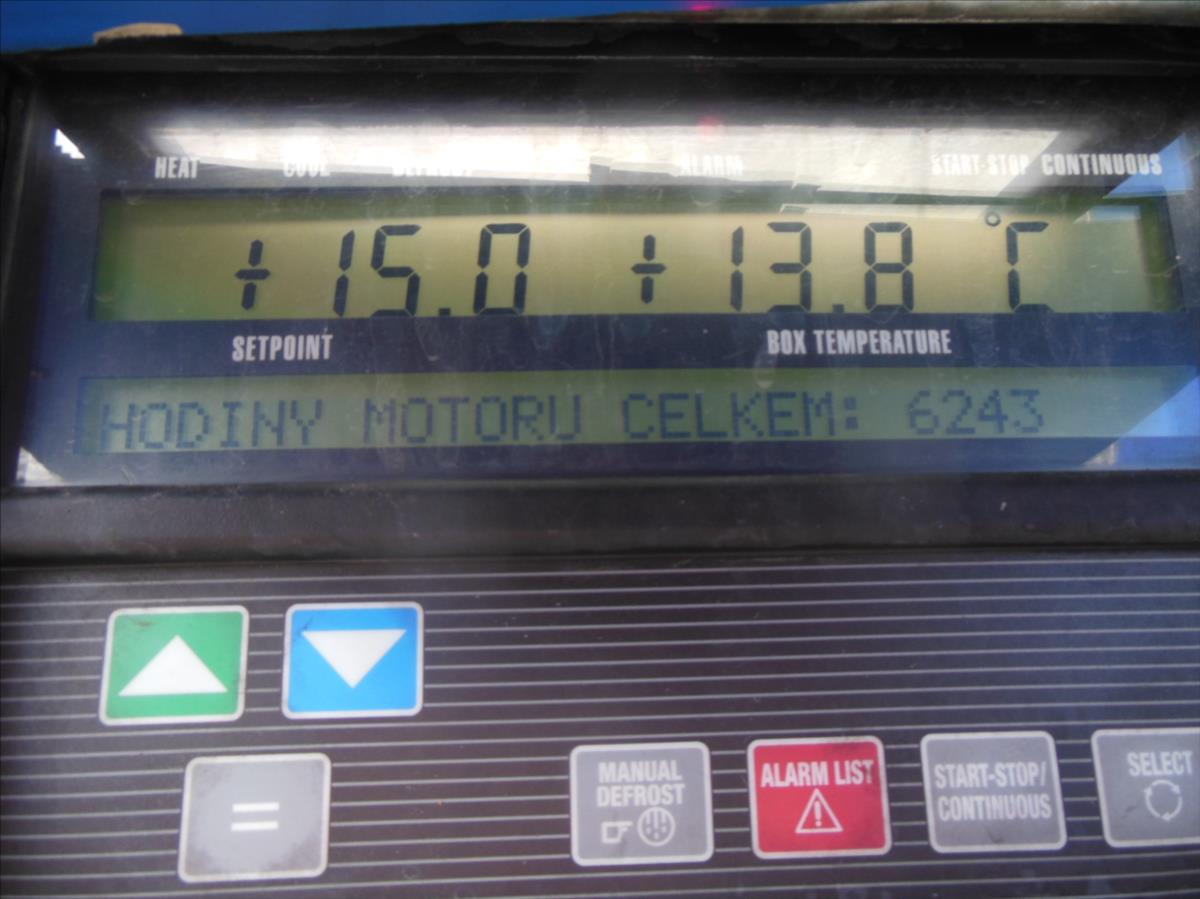 HEAT COOL DEFROST ALARM START-STOP CONTINUOUS
+15.0 +13.8 °C
SETPOINT BOX TEMPERATURE
HODINY MOTORU CELKEM: 6243
=
MANUAL DEFROST
ALARM LIST
START-STOP/
CONTINUOUS
SELECT